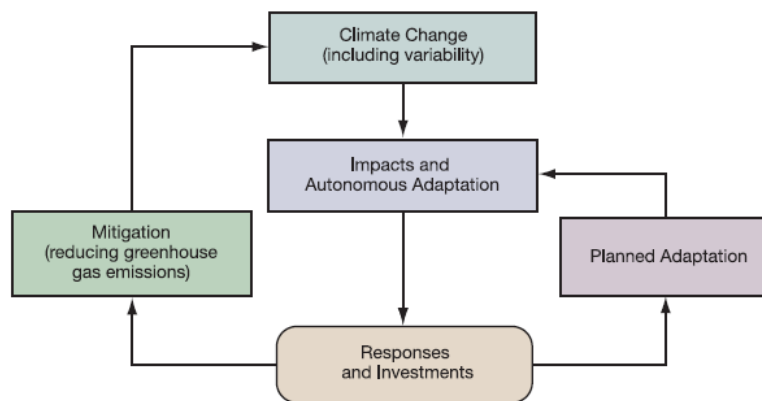 Climate Change
(including variability)
Impacts and
Autonomous Adaptation
Mitigation
(reducing greenhouse
gas emissions)
Planned Adaptation
Responses
and Investments